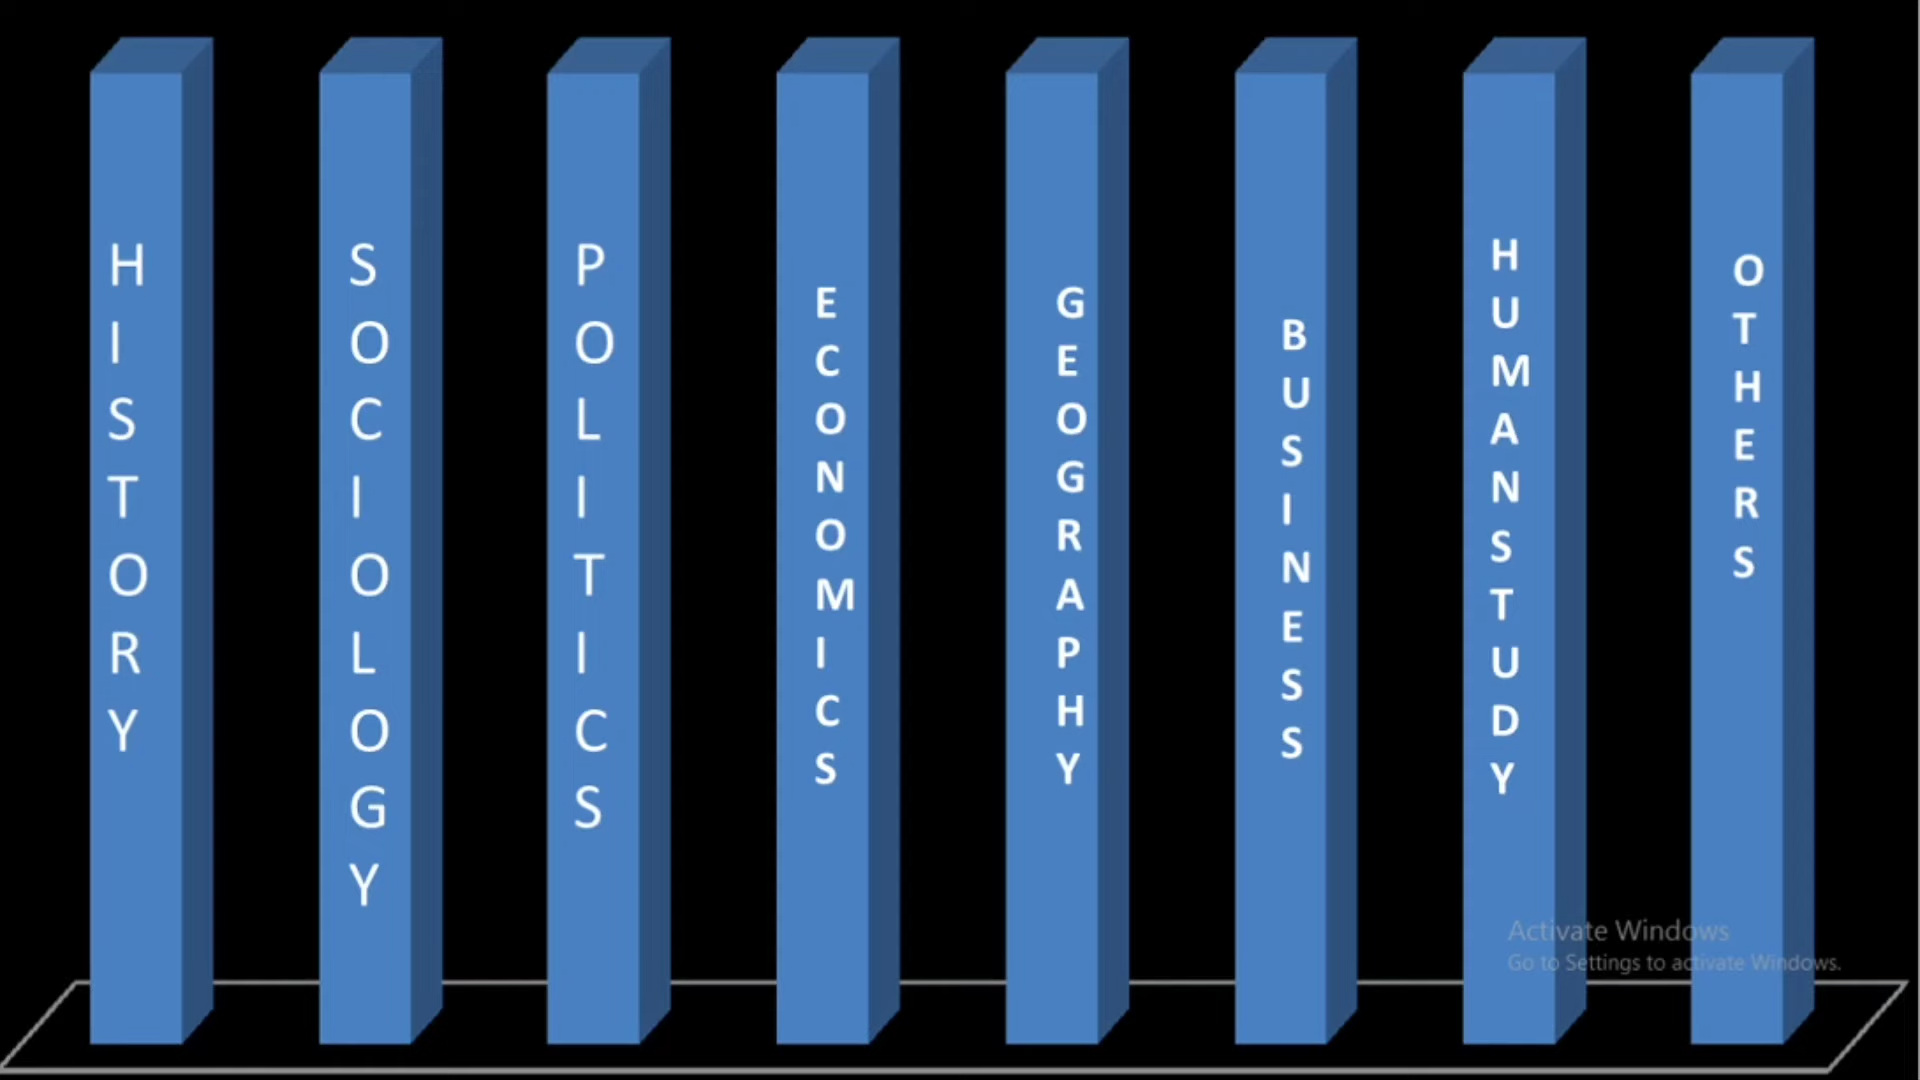 HISTORY
SOCIOLOGY
POLITICS
ECONOMICS
GEOGRAPHY
BUSINESS
HUMANSTUDY
OTHERS
Activate Windows
Go to Settings to activate Windows.